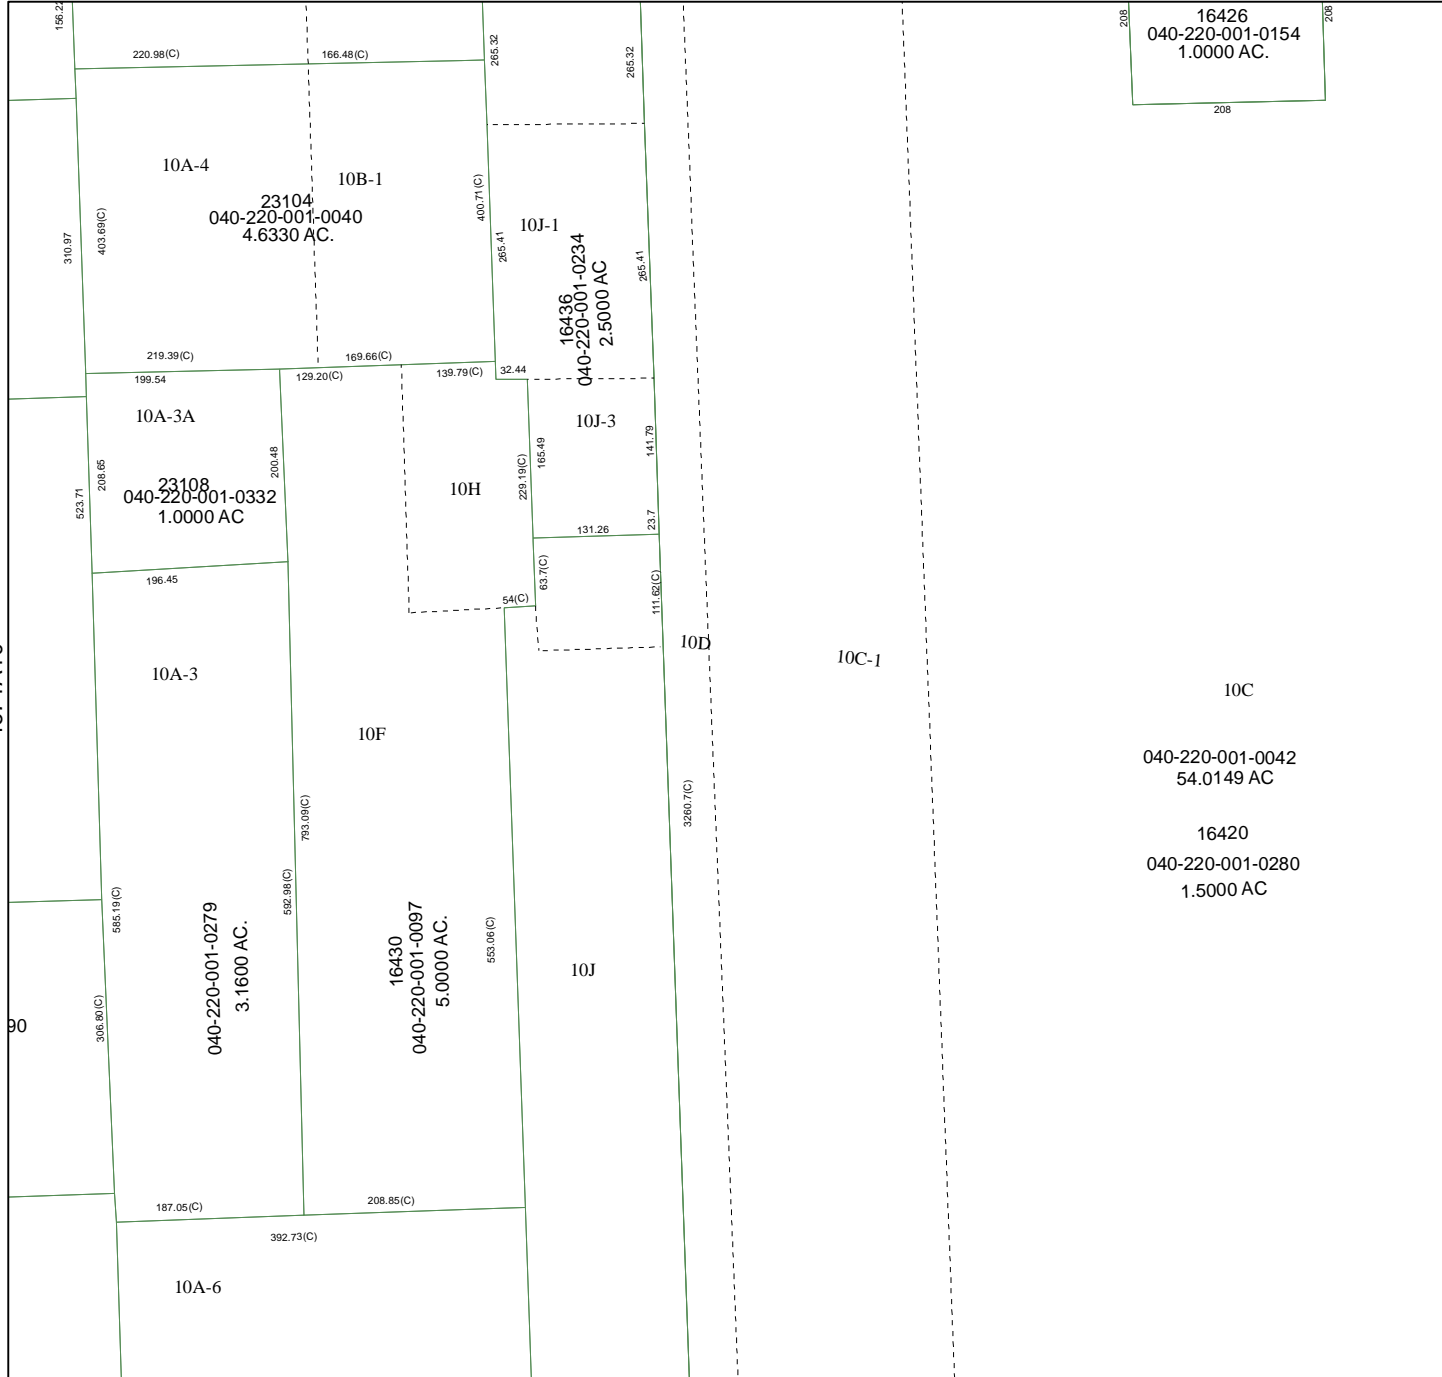 156.22
220.98(C)
166.48(C)
265.32
265.32
208
16426
040-220-001-0154
1.0000 AC.
208
208
10A-4
10B-1
23104
040-220-001-0040
4.6330 AC.
310.97
403.69(C)
400.71(C)
265.41
10J-1
16436
040-220-001-0234
2.5000 AC
265.41
219.39(C)
169.66(C)
199.54
129.20(C)
139.79(C)
32.44
10A-3A
10J-3
523.71
208.65
200.48
23108
040-220-001-0332
1.0000 AC
10H
229.19(C)
165.49
141.79
23.7
131.26
196.45
63.7(C)
54(C)
111.62(C)
10A-3
10D
10C-1
10C
10F
040-220-001-0042
54.0149 AC
16420
040-220-001-0280
1.5000 AC
793.09(C)
3260.7(C)
585.19(C)
592.98(C)
040-220-001-0279
3.1600 AC.
16430
040-220-001-0097
5.0000 AC.
553.06(C)
10J
306.80(C)
90
187.05(C)
208.85(C)
392.73(C)
10A-6